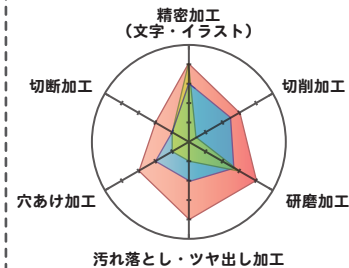 精密加工
（文字・イラスト）
切断加工
切削加工
穴あけ加工
研磨加工
汚れ落とし・ツヤ出し加工